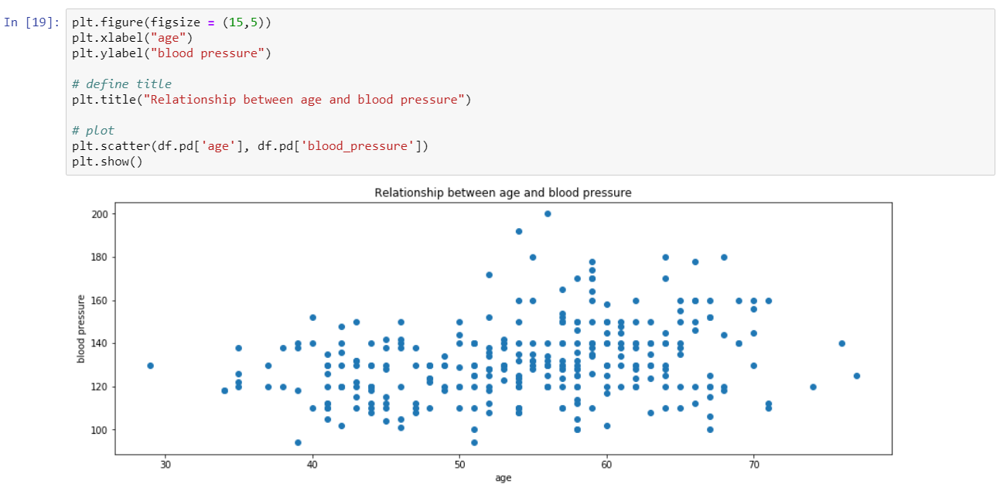 In [19]: plt.figure(figsize = (15,5))
plt.xlabel("age")
plt.ylabel("blood pressure")
# define title
plt.title("Relationship between age and blood pressure")
# plot
plt.scatter(df.pd['age'], df.pd['blood_pressure'])
plt.show()
Relationship between age and blood pressure
blood pressure
200
180
160
140
120
100
30 40 50 60 70
age